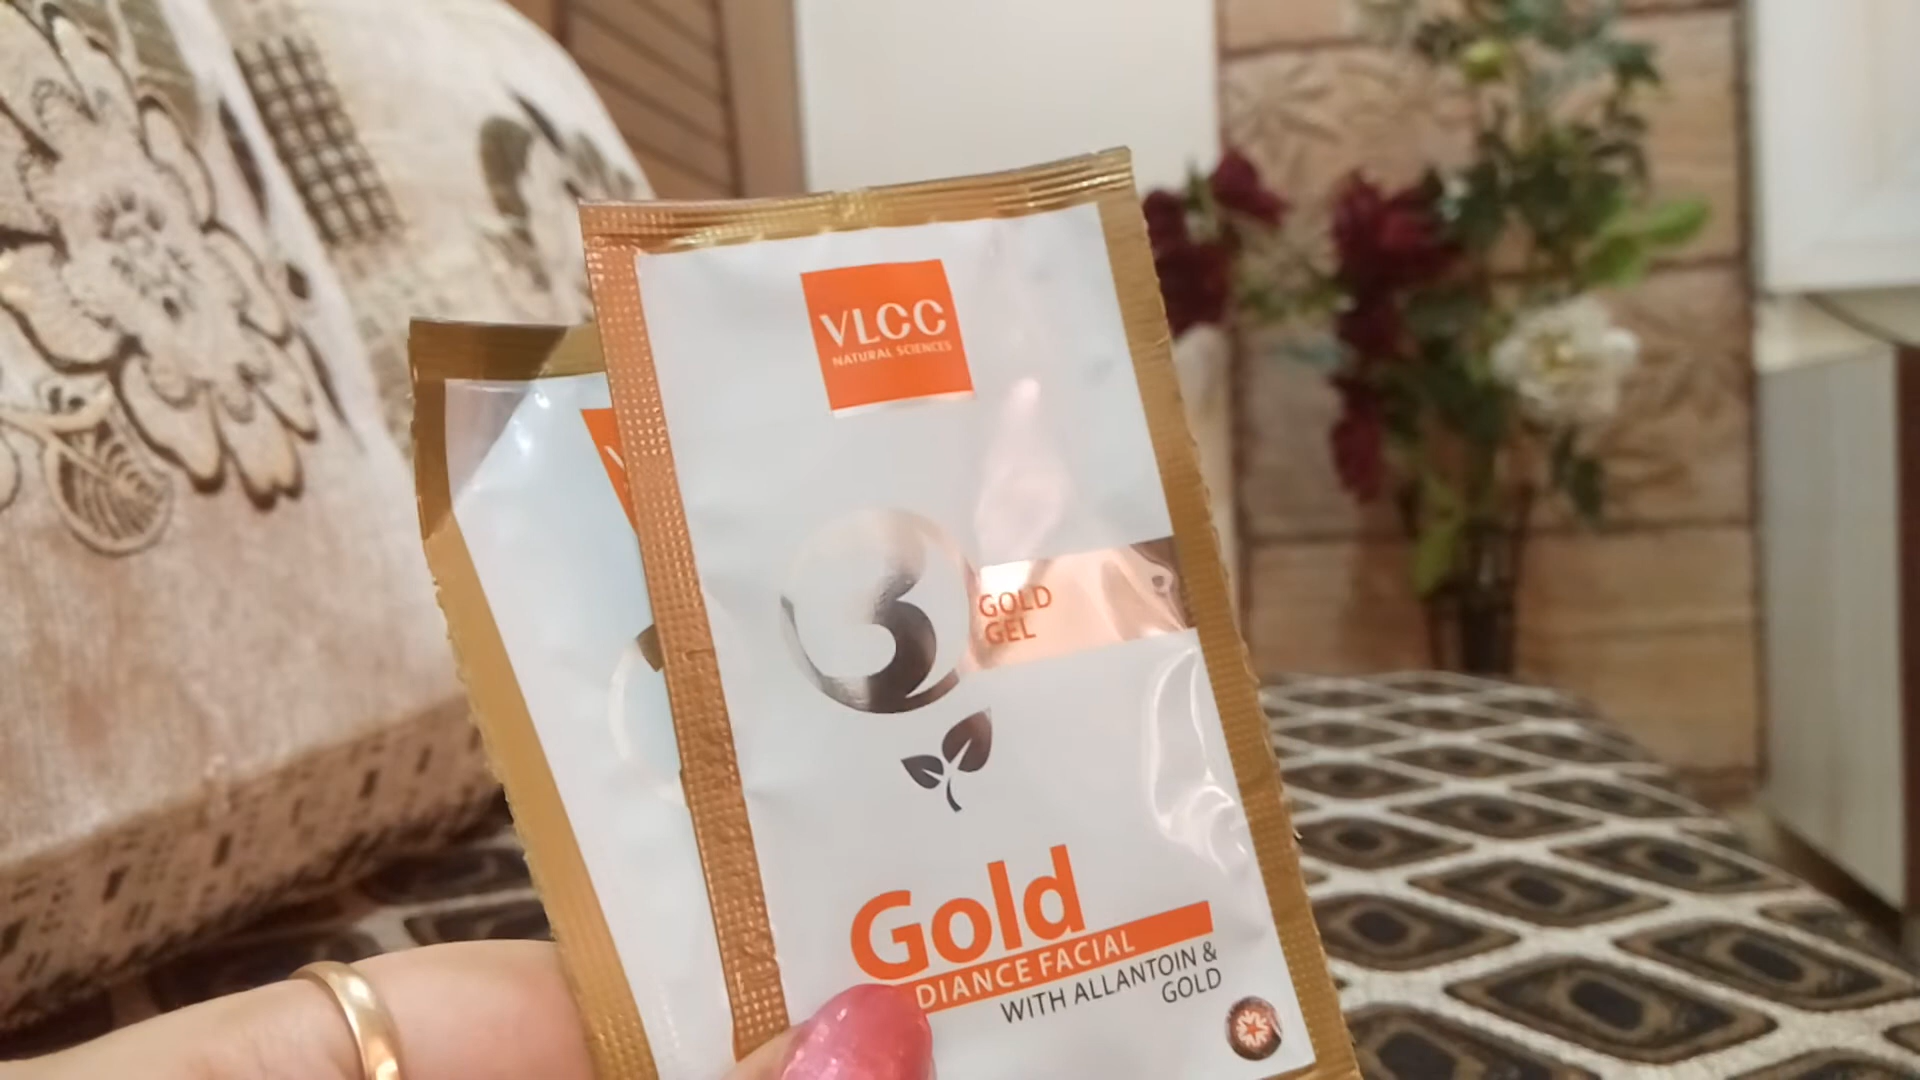 VLCC
NATURAL SCIENCES
3
GOLD
GEL
Gold
DIANCE FACIAL
WITH ALLANTOIN &
GOLD